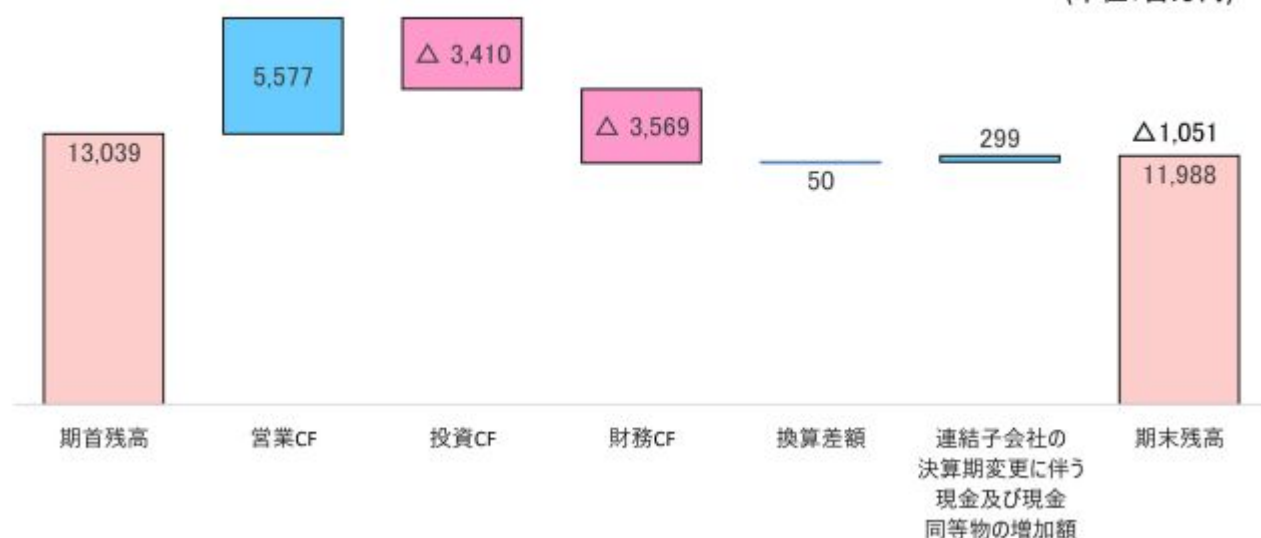 5,577
△ 3,410
△ 3,569
13,039
50
299
△1,051
11,988
期首残高
営業CF
投資CF
財務CF
換算差額
連結子会社の
決算期変更に伴う
現金及び現金
同等物の増加額
期末残高